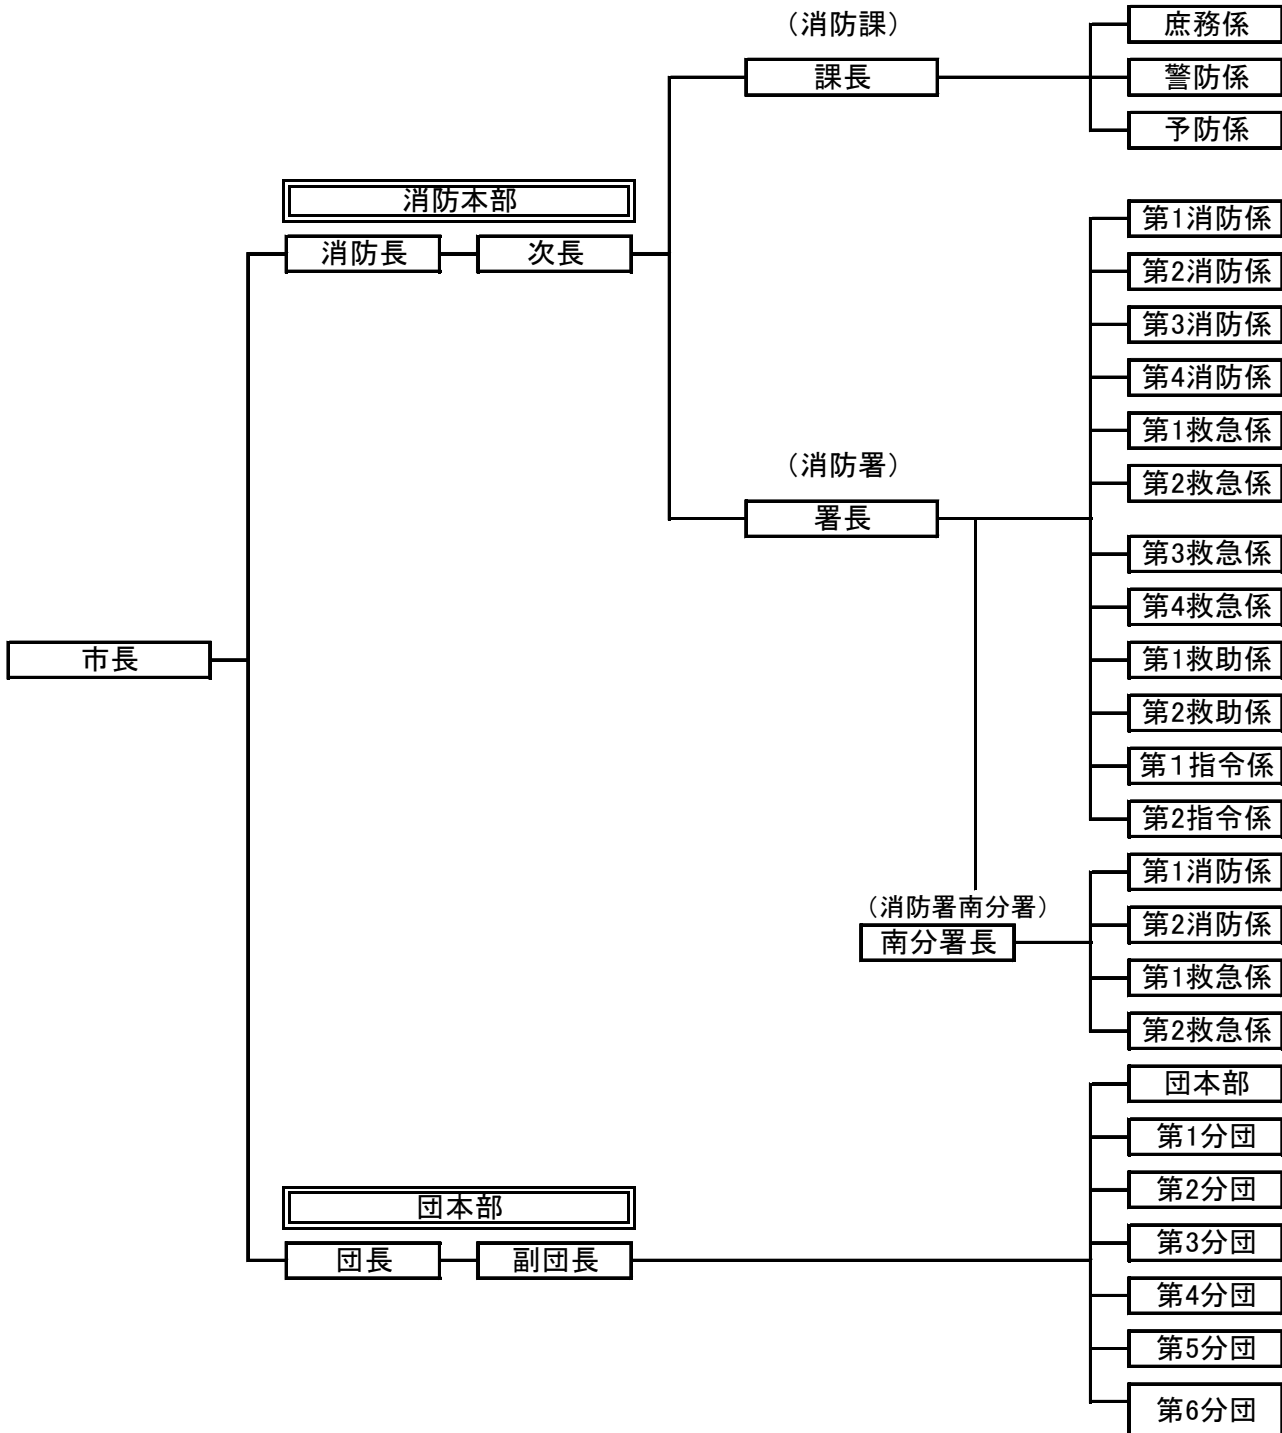 （消防課）
課長
庶務係
警防係
予防係
消防本部
消防長
次長
第1消防係
第2消防係
第3消防係
第4消防係
第1救急係
第2救急係
（消防署）
署長
第3救急係
第4救急係
市長
第1救助係
第2救助係
第１指令係
第2指令係
（消防署南分署）
南分署長
第1消防係
第2消防係
第1救急係
第2救急係
団本部
団長
副団長
団本部
第1分団
第2分団
第3分団
第4分団
第5分団
第6分団